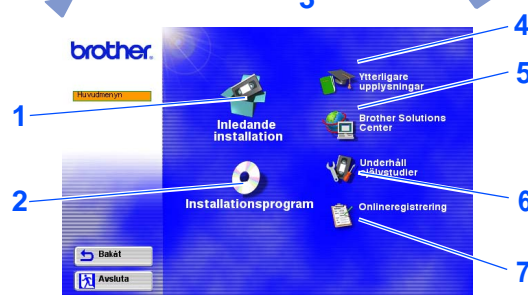 3
4
brother.
Ytterligare
upplysningar
5
Huvudmenyn
1
Inledande
installation
Brother Solutions
Center
Underhåll
självstudier
2
Installationsprogram
Onlineregistrering
6
7
Bakåt
Avsluta